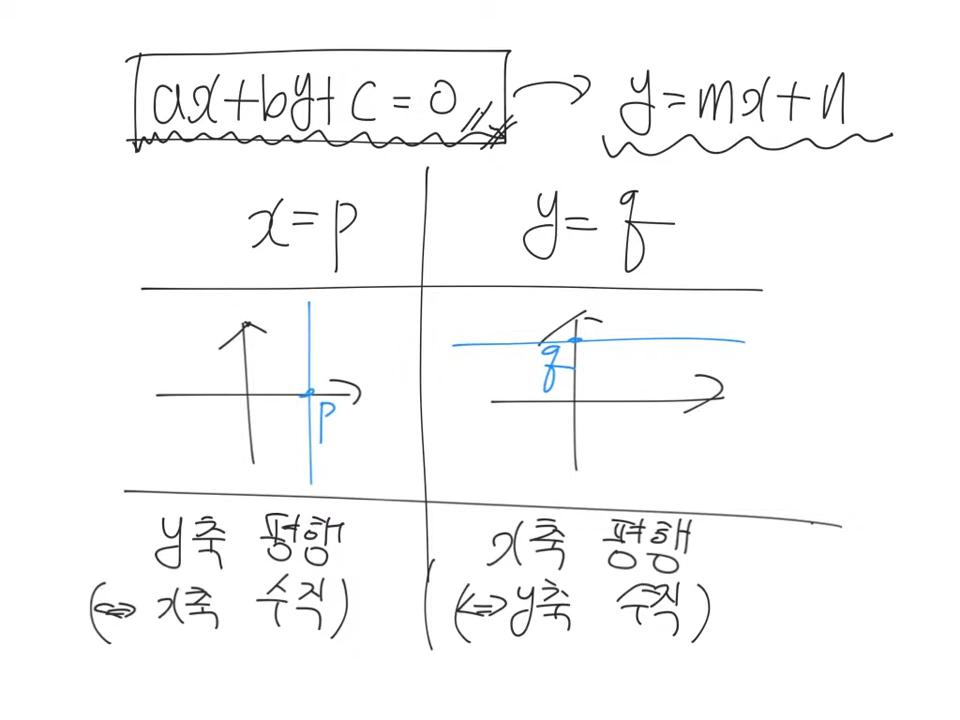 ax+by+c=0 → y=mx+n
x=p y=q
p q
y축 평행 x축 평행
(⇔ x축 수직) (⇔ y축 수직)